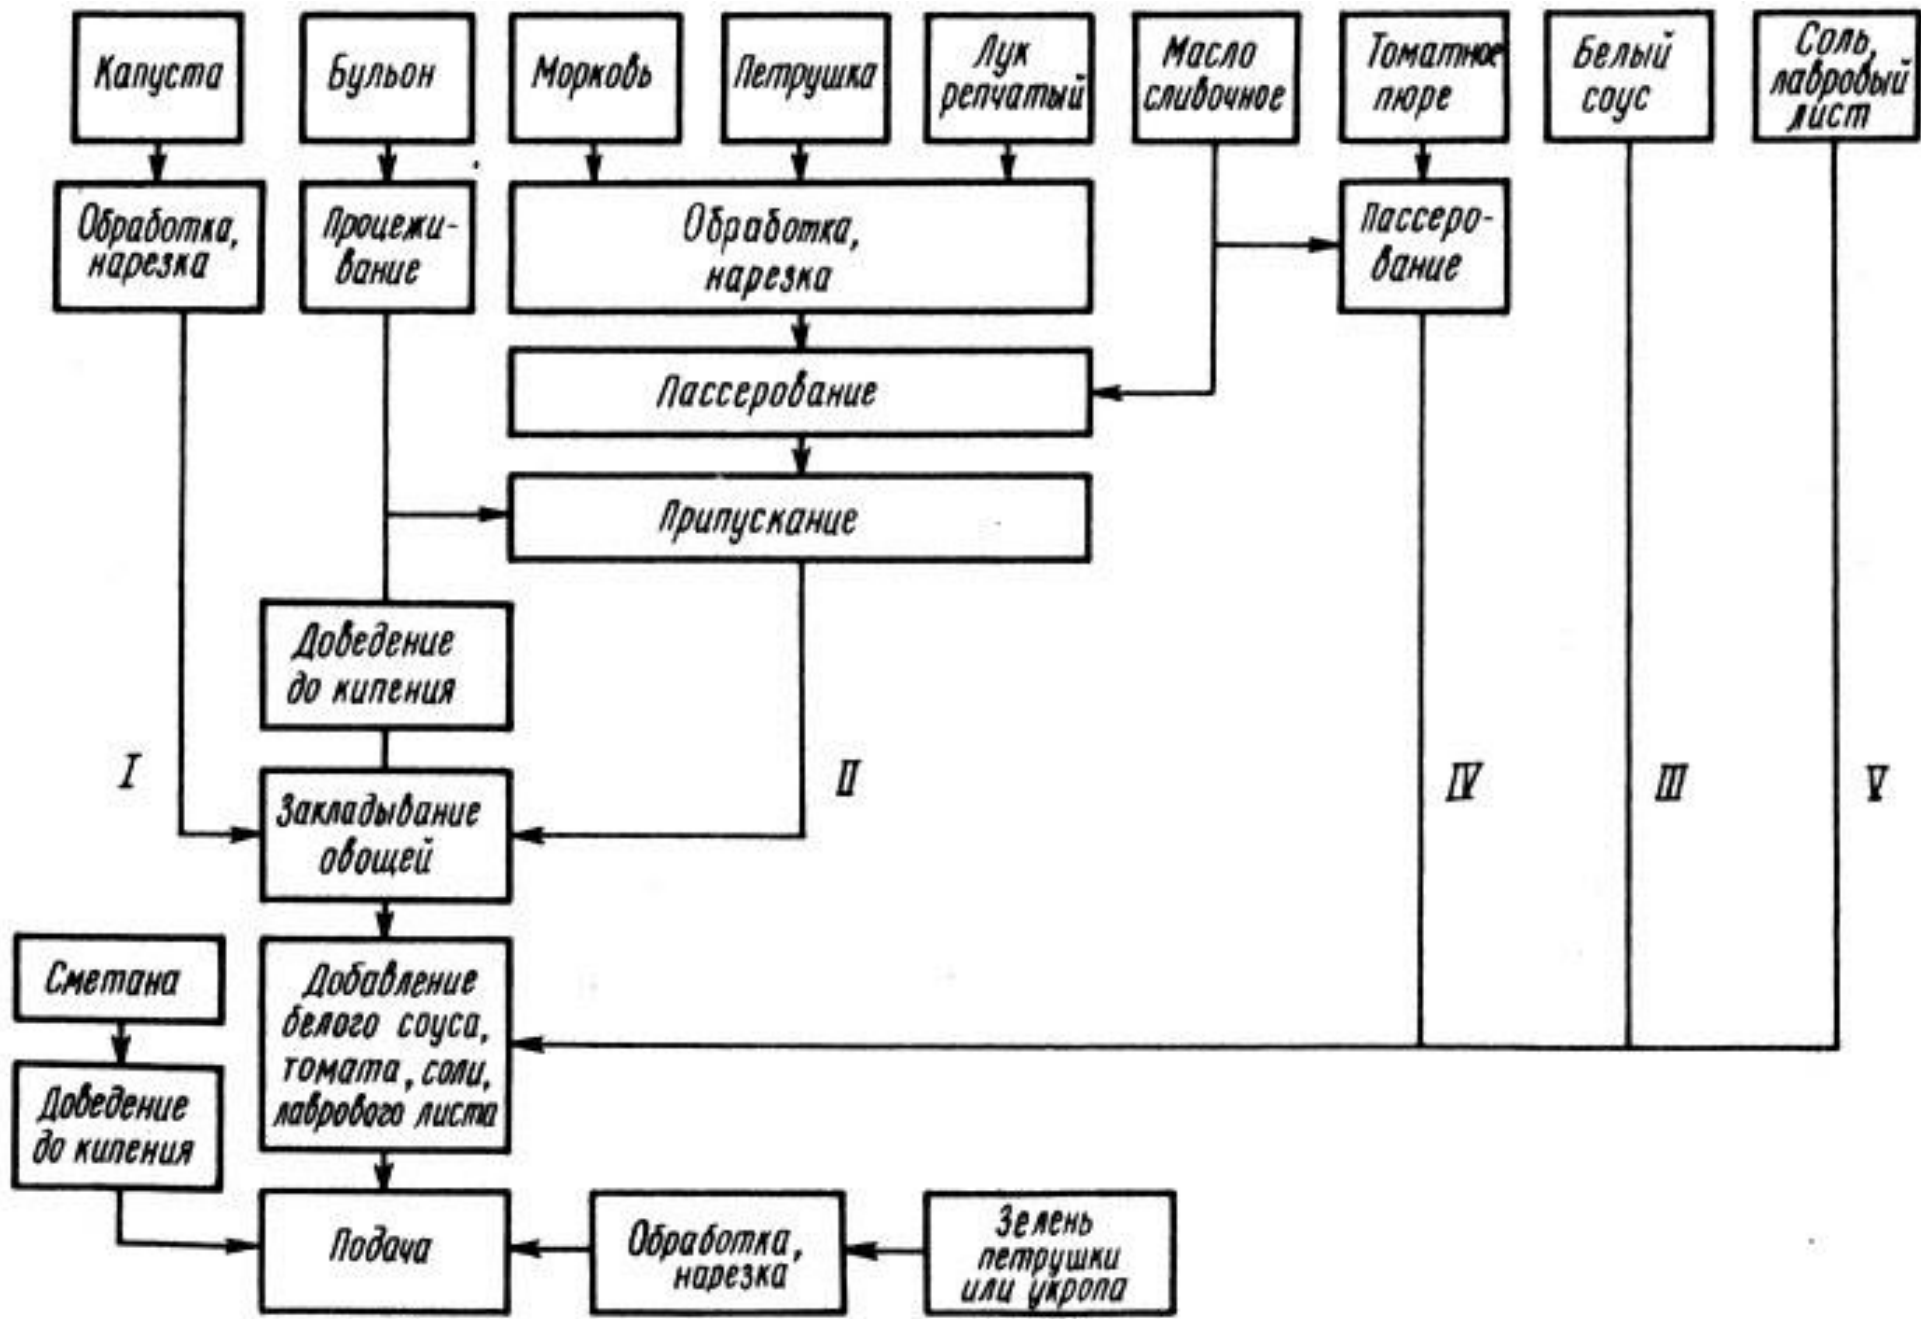 Капуста
Бульон
Морковь
Петрушка
Лук
репчатый
Масло
сливочное
Томатное
пюре
Белый
соус
Соль,
лавровый
лист
Обработка,
нарезка
Процежи-
вание
Обработка,
нарезка
Пассеро-
вание
Пассерование
Припускание
Доведение
до кипения
I
II
IV
III
V
Закладывание
овощей
Сметана
Добавление
белого соуса,
томата, соли,
лаврового листа
Доведение
до кипения
Подача
Обработка,
нарезка
Зелень
петрушки
или укропа